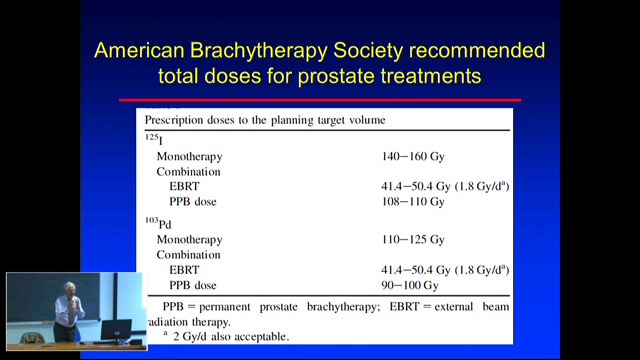 American Brachytherapy Society recommended
total doses for prostate treatments
Prescription doses to the planning target volume
125I
Monotherapy 140–160 Gy
Combination
EBRT 41.4–50.4 Gy (1.8 Gy/dª)
PPB dose 108–110 Gy
103Pd
Monotherapy 110–125 Gy
Combination
EBRT 41.4–50.4 Gy (1.8 Gy/dª)
PPB dose 90–100 Gy
PPB = permanent prostate brachytherapy; EBRT = external beam
radiation therapy.
a 2 Gy/d also acceptable.